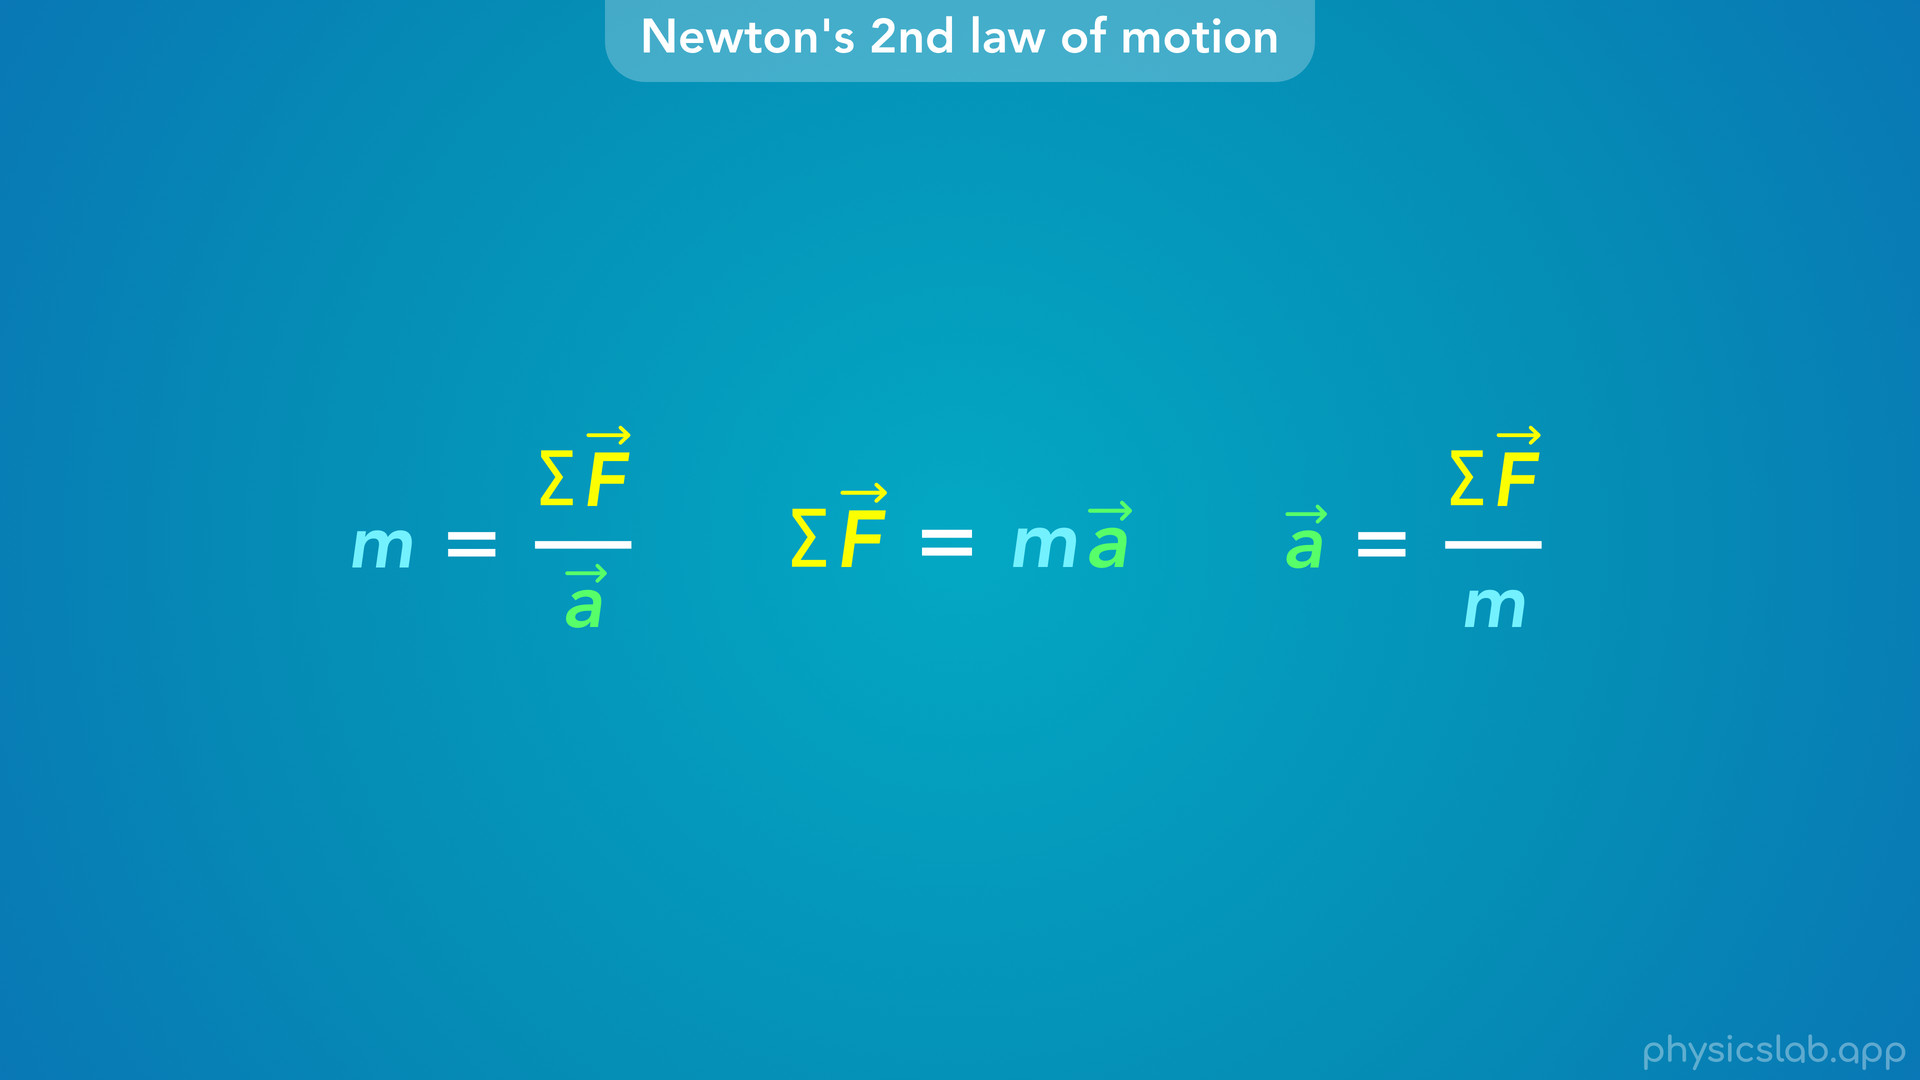 Newton's 2nd law of motion
m = ΣF⃗ / a⃗
ΣF⃗ = ma⃗
a⃗ = ΣF⃗ / m
physicslab.app